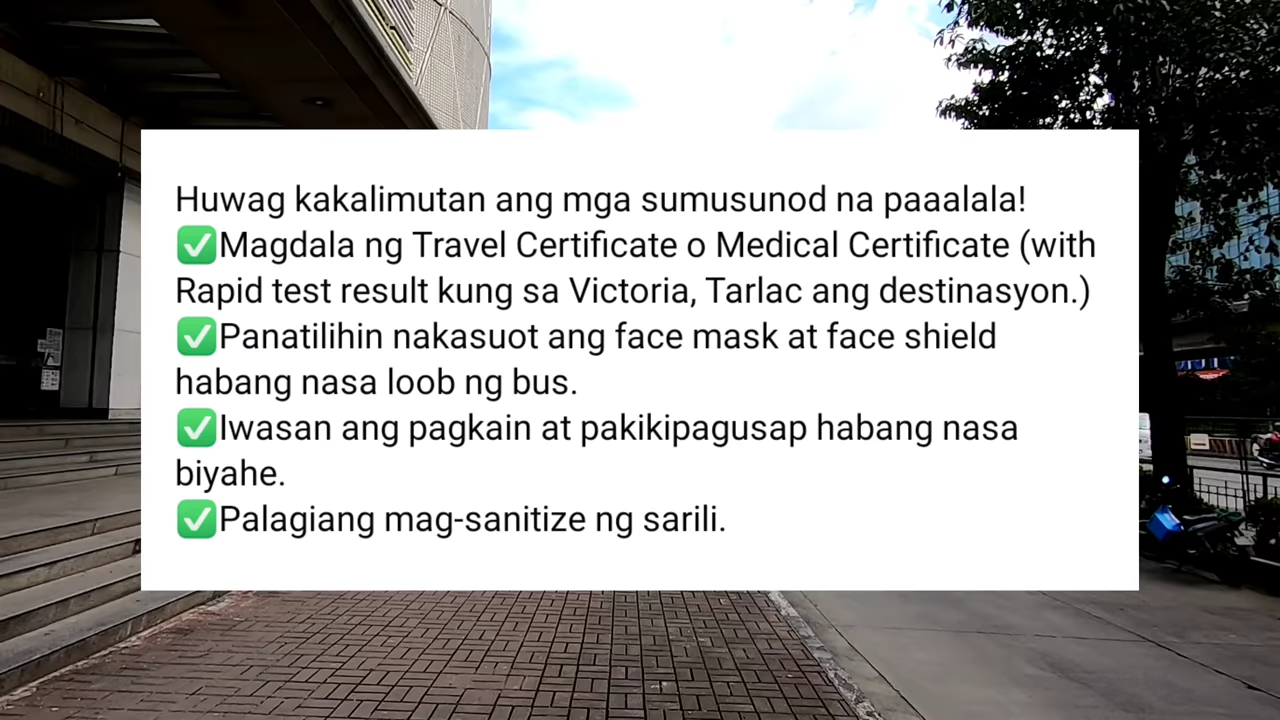 Huwag kakalimutan ang mga sumusunod na paaalala!
✅Magdala ng Travel Certificate o Medical Certificate (with
Rapid test result kung sa Victoria, Tarlac ang destinasyon.)
✅Panatilihin nakasuot ang face mask at face shield
habang nasa loob ng bus.
✅Iwasan ang pagkain at pakikipagusap habang nasa
biyahe.
✅Palagiang mag-sanitize ng sarili.